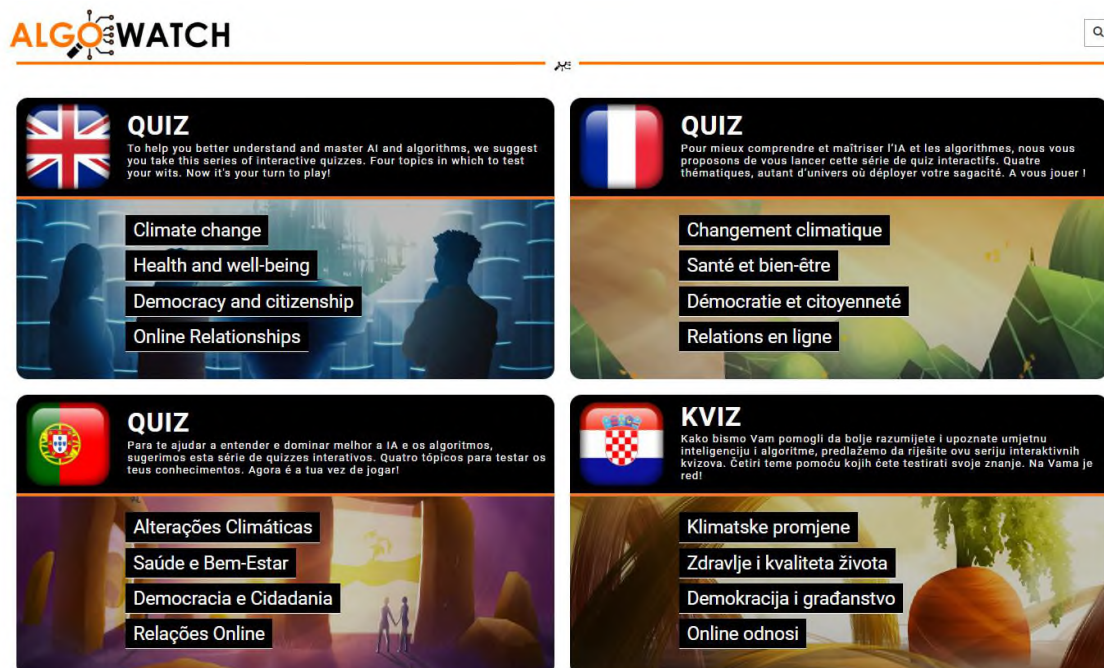 ALGOWATCH
QUIZ
To help you better understand and master AI and algorithms, we suggest
you take this series of interactive quizzes. Four topics in which to test
your wits. Now it's your turn to play!
Climate change
Health and well-being
Democracy and citizenship
Online Relationships
QUIZ
Pour mieux comprendre et maîtriser l'IA et les algorithmes, nous vous
proposons de vous lancer cette série de quiz interactifs. Quatre
thématiques, autant d'univers où déployer votre sagacité. A vous jouer !
Changement climatique
Santé et bien-être
Démocratie et citoyenneté
Relations en ligne
QUIZ
Para te ajudar a entender e dominar melhor a IA e os algoritmos,
sugerimos esta série de quizzes interativos. Quatro tópicos para testar os
teus conhecimentos. Agora é a tua vez de jogar!
Alterações Climáticas
Saúde e Bem-Estar
Democracia e Cidadania
Relações Online
KVIZ
Kako bismo Vam pomogli da bolje razumijete i upoznate umjetnu
inteligenciju i algoritme, predlažemo da riješite ovu seriju interaktivnih
kvizova. Četiri teme pomoću kojih ćete testirati svoje znanje. Na Vama je
red!
Klimatske promjene
Zdravlje i kvaliteta života
Demokracija i građanstvo
Online odnosi